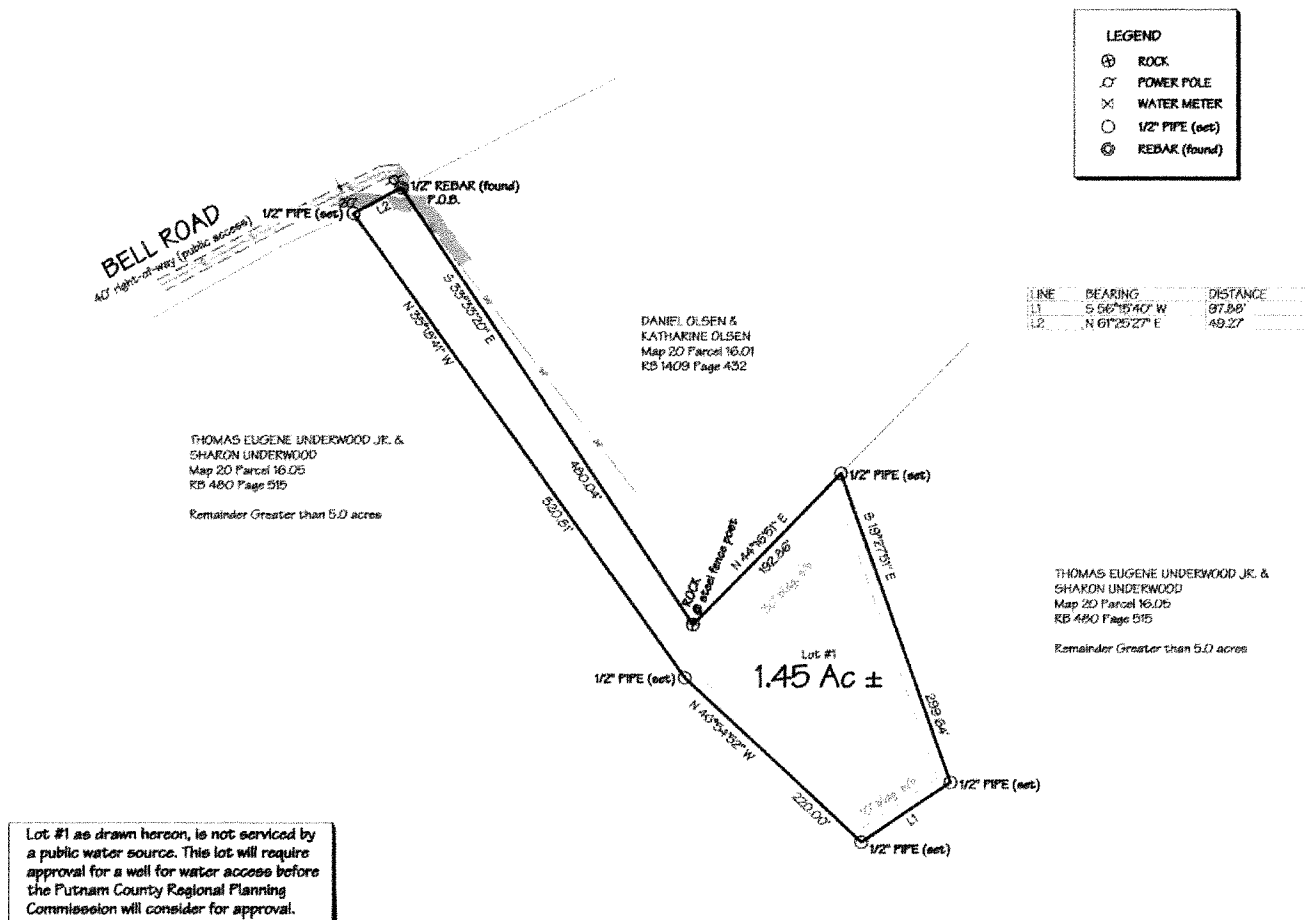 LEGEND
ROCK
POWER POLE
WATER METER
1/2" PIPE (set)
REBAR (found)
1/2" REBAR (found)
P.O.B.
1/2" PIPE (set)
20'
L2
BELL ROAD
40' right-of-way (public access)
S 33°33'20" E
N 35°18'41" W
LINE BEARING DISTANCE
L1 S 56°15'40" W 97.88'
L2 N 61°25'27" E 49.27'
DANIEL OLSEN &
KATHARINE OLSEN
Map 20 Parcel 16.01
RB 1409 Page 432
THOMAS EUGENE UNDERWOOD JR. &
SHARON UNDERWOOD
Map 20 Parcel 16.05
RB 480 Page 515
Remainder Greater than 5.0 acres
480.04'
520.61'
1/2" PIPE (set)
N 44°16'51" E
192.86'
S 19°27'51" E
ROCK
@ steel fence post
THOMAS EUGENE UNDERWOOD JR. &
SHARON UNDERWOOD
Map 20 Parcel 16.05
RB 480 Page 515
Remainder Greater than 5.0 acres
Lot #1
1.45 Ac ±
1/2" PIPE (set)
N 46°54'52" W
299.64'
220.00'
1/2" PIPE (set)
L1
1/2" PIPE (set)
Lot #1 as drawn hereon, is not serviced by
a public water source. This lot will require
approval for a well for water access before
the Putnam County Regional Planning
Commission will consider for approval.